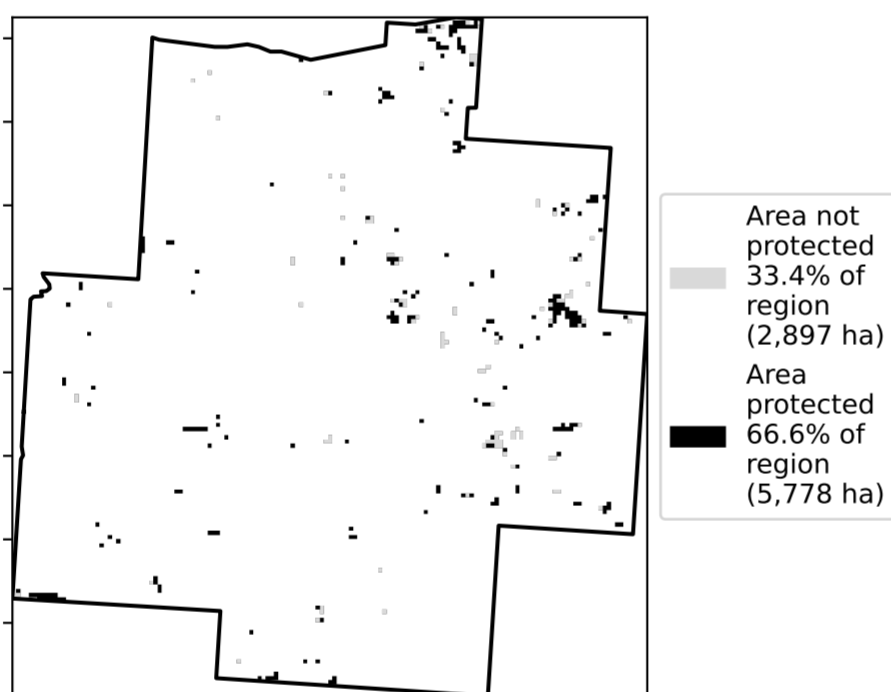 Area not
protected
33.4% of
region
(2,897 ha)
Area
protected
66.6% of
region
(5,778 ha)